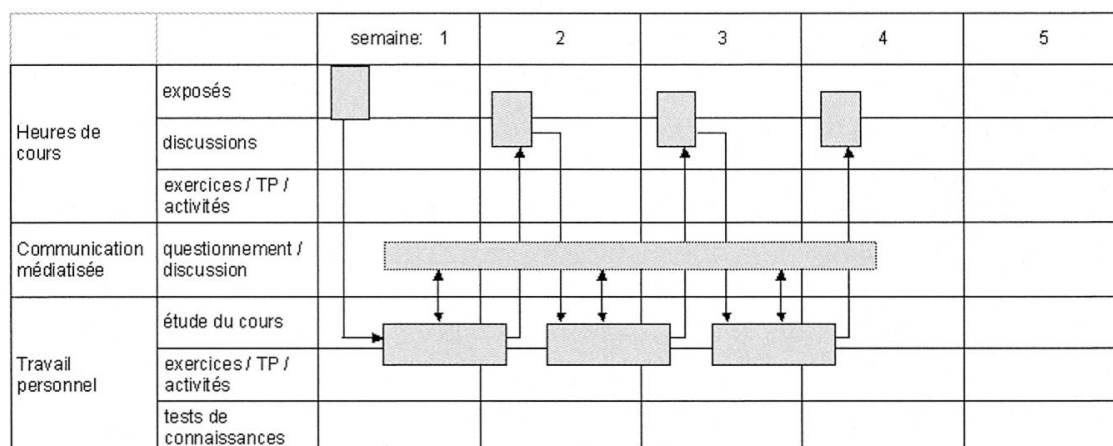 semaine: 1 2 3 4 5
exposés
Heures de
cours
discussions
exercices / TP /
activités
Communication
médiatisée
questionnement /
discussion
étude du cours
Travail
personnel
exercices / TP /
activités
tests de
connaissances